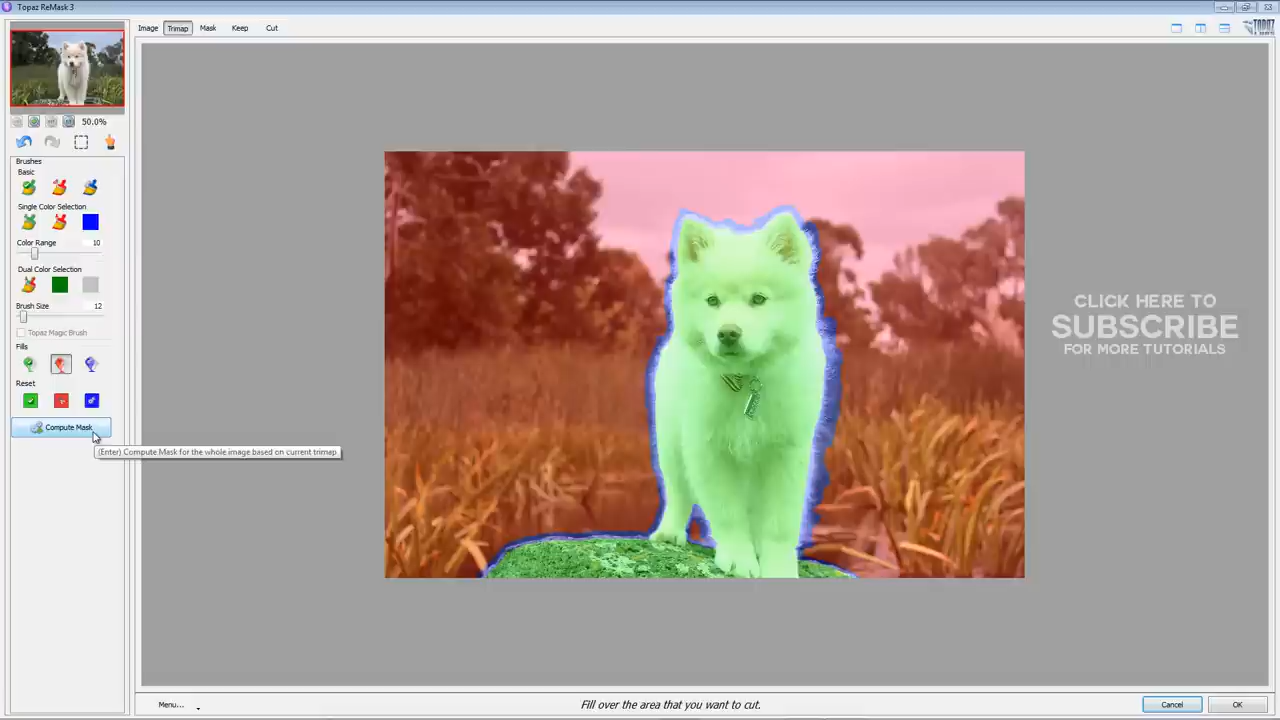 Topaz ReMask 3
Image Trimap Mask Keep Cut
TOPAZ
50.0%
Brushes
Basic
Single Color Selection
Color Range 10
Dual Color Selection
Brush Size 12
Topaz Magic Brush
Fills
Reset
Compute Mask
(Enter) Compute Mask for the whole image based on current trimap
CLICK HERE TO
SUBSCRIBE
FOR MORE TUTORIALS
Menu...
Fill over the area that you want to cut.
Cancel
OK